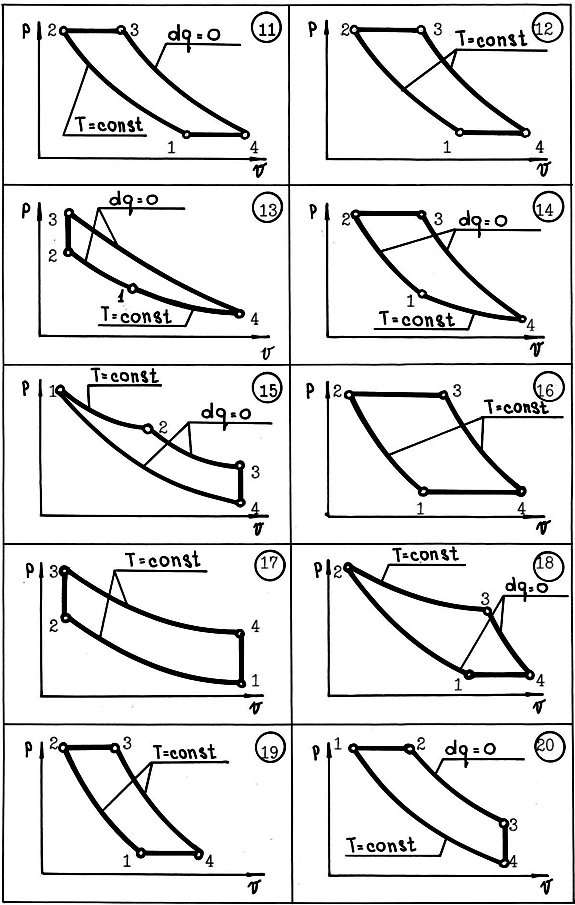 p 2 3 dq=0 11
T=const
1 4
v
p 2 3 T=const 12
1 4
v
p 3 dq=0 13
2
1
T=const 4
v
p 2 3 dq=0 14
1
T=const 4
v
p 1 T=const 15
2 dq=0
3
4
v
p 2 3 16
T=const
1 4
v
p 3 T=const 17
2 4
1
v
p 2 T=const 18
3 dq=0
1 4
v
p 2 3 T=const 19
1 4
v
p 1 2 dq=0 20
3
T=const 4
v